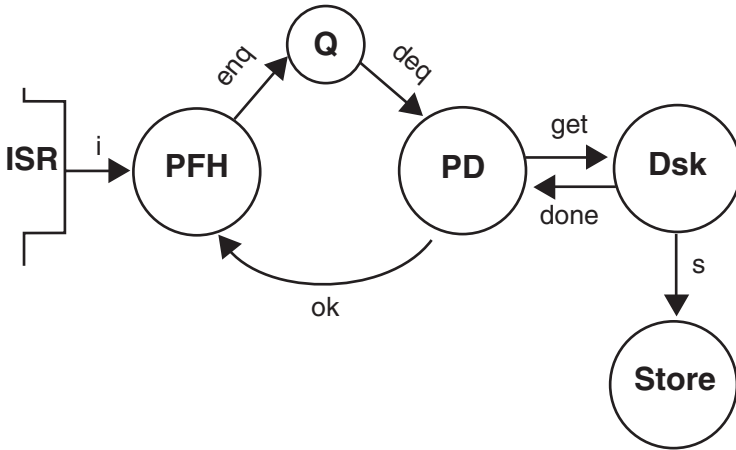 Q
enq
deq
ISR
i
PFH
PD
get
Dsk
done
ok
s
Store